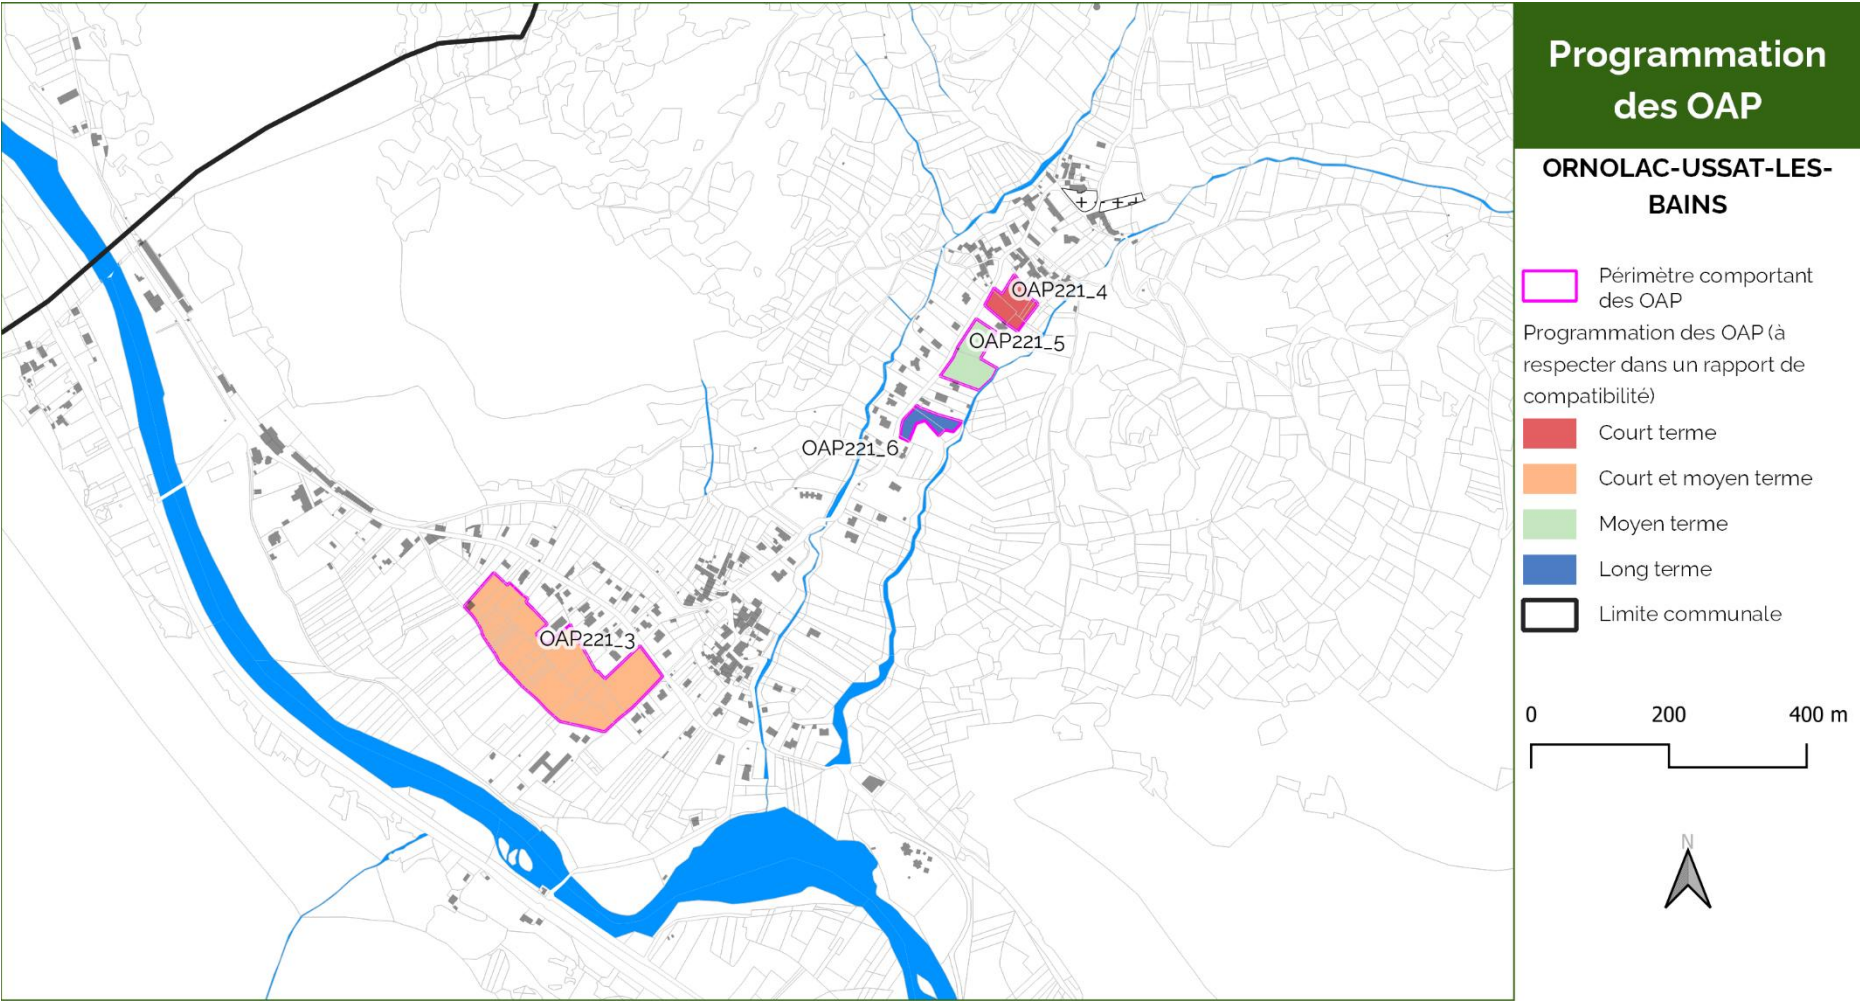 Programmation
des OAP
ORNOLAC-USSAT-LES-
BAINS
Périmètre comportant
des OAP
Programmation des OAP (à
respecter dans un rapport de
compatibilité)
Court terme
Court et moyen terme
Moyen terme
Long terme
Limite communale
0 200 400 m
N
OAP221_4
OAP221_5
OAP221_6
OAP221_3